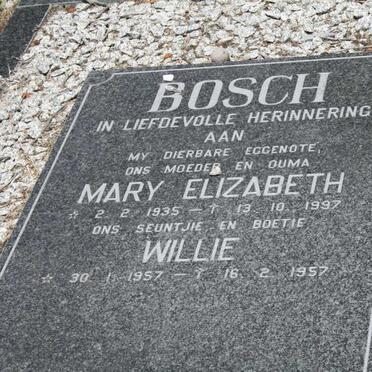 BOSCH
IN LIEFDEVOLLE HERINNERING
AAN
MY DIERBARE EGGENOTE,
ONS MOEDER EN OUMA
MARY ELIZABETH
☆ 2. 2. 1935 — † 13. 10. 1997
ONS SEUNTJIE EN BOETIE
WILLIE
☆ 30. 1. 1957 — † 16. 2. 1957